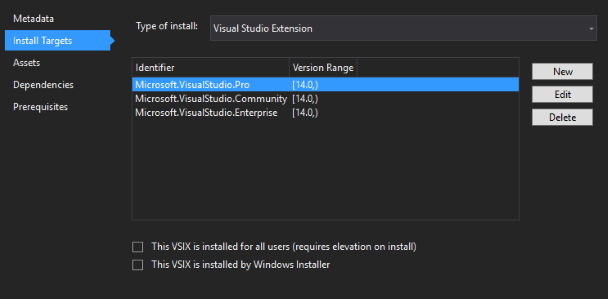 Metadata
Install Targets
Assets
Dependencies
Prerequisites
Type of install: Visual Studio Extension
Identifier Version Range
Microsoft.VisualStudio.Pro [14.0,)
Microsoft.VisualStudio.Community [14.0,)
Microsoft.VisualStudio.Enterprise [14.0,)
New
Edit
Delete
This VSIX is installed for all users (requires elevation on install)
This VSIX is installed by Windows Installer